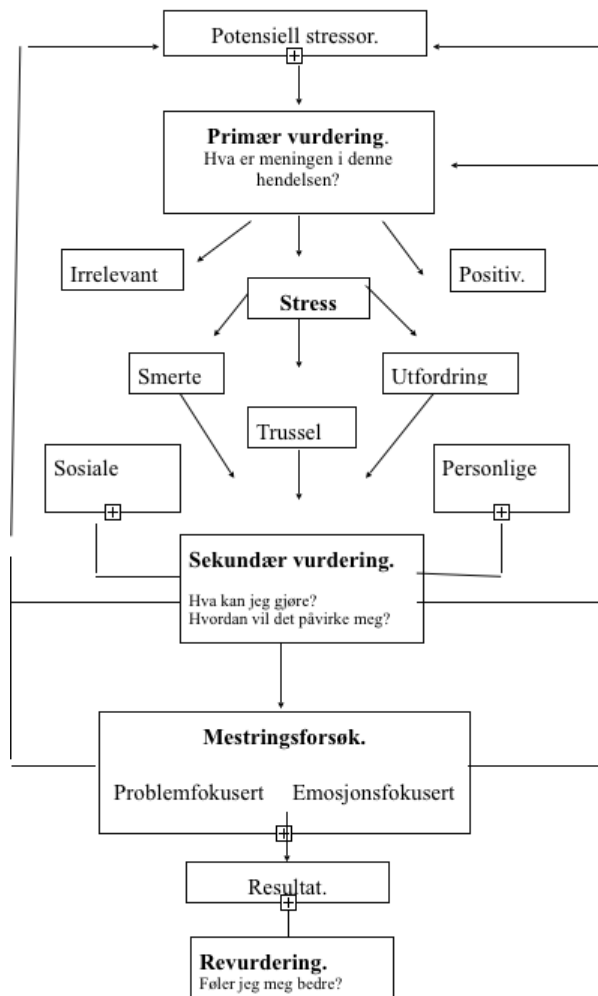 Potensiell stressor.
Primær vurdering.
Hva er meningen i denne
hendelsen?
Irrelevant
Positiv.
Stress
Smerte
Utfordring
Trussel
Sosiale
Personlige
Sekundær vurdering.
Hva kan jeg gjøre?
Hvordan vil det påvirke meg?
Mestringsforsøk.
Problemfokusert Emosjonsfokusert
Resultat.
Revurdering.
Føler jeg meg bedre?